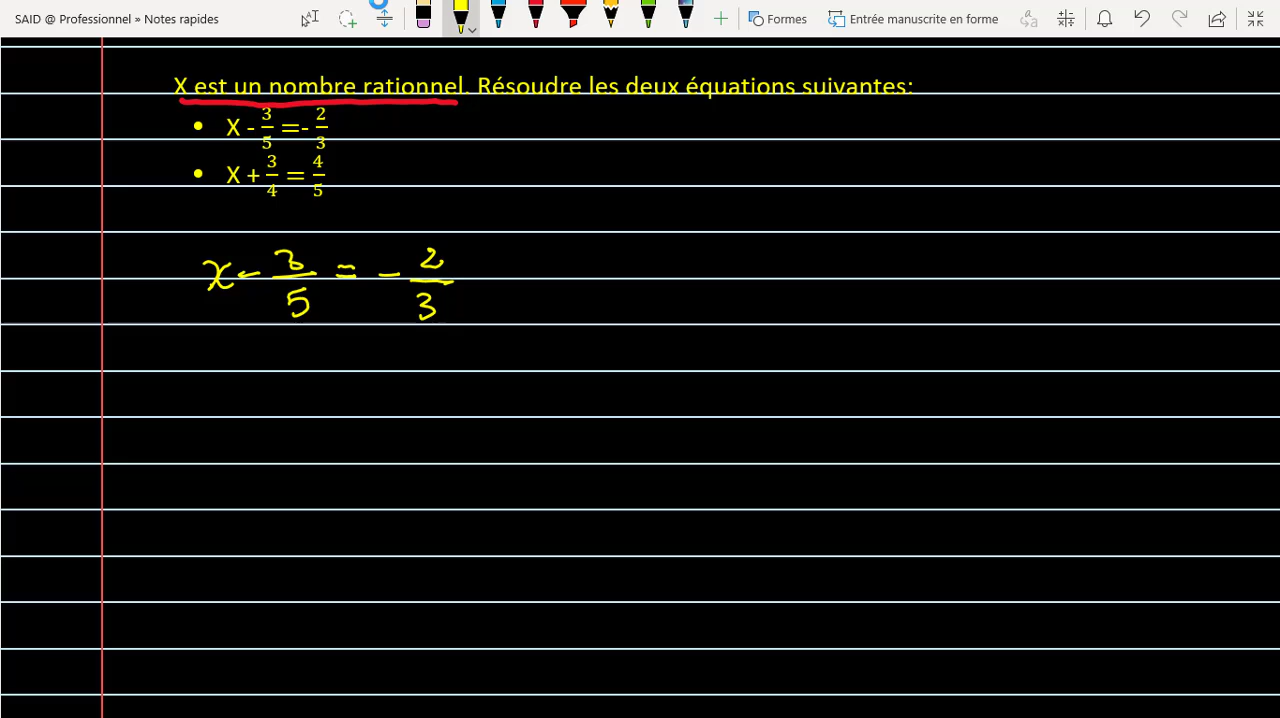 SAID @ Professionnel » Notes rapides
Formes
Entrée manuscrite en forme
X est un nombre rationnel. Résoudre les deux équations suivantes:
• X - 3/5 =- 2/3
• X + 3/4 = 4/5
x - 3/5 = - 2/3